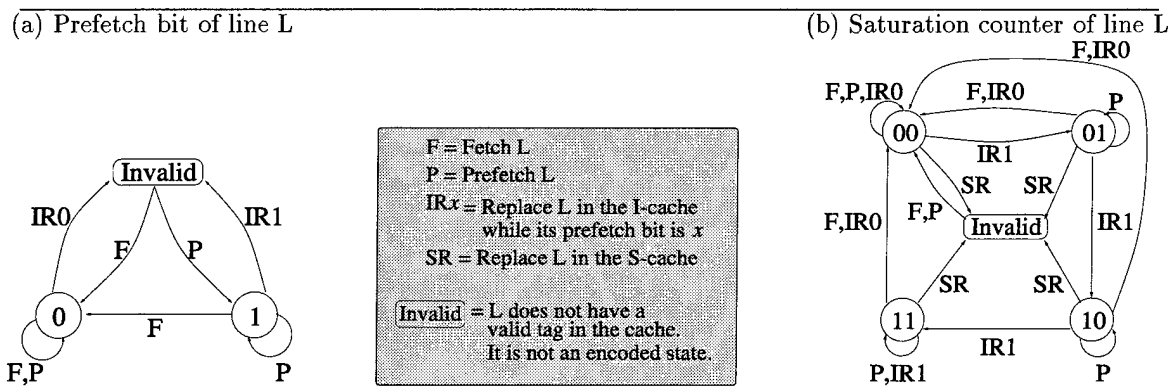 (a) Prefetch bit of line L
Invalid
IR0
IR1
F
P
0
1
F
F,P
P
F = Fetch L
P = Prefetch L
IRx = Replace L in the I-cache
while its prefetch bit is x
SR = Replace L in the S-cache
Invalid = L does not have a
valid tag in the cache.
It is not an encoded state.
(b) Saturation counter of line L
F,IR0
F,P,IR0
F,IR0
P
00
01
IR1
SR
SR
F,P
F,IR0
Invalid
IR1
SR
SR
11
10
IR1
P,IR1
P